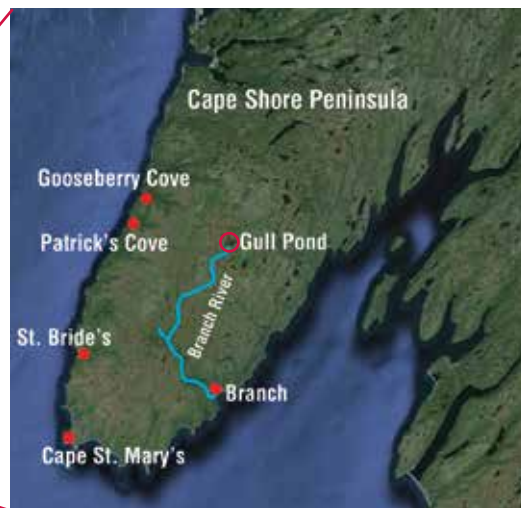 Cape Shore Peninsula
Gooseberry Cove
Patrick's Cove
Gull Pond
Branch River
St. Bride's
Branch
Cape St. Mary's